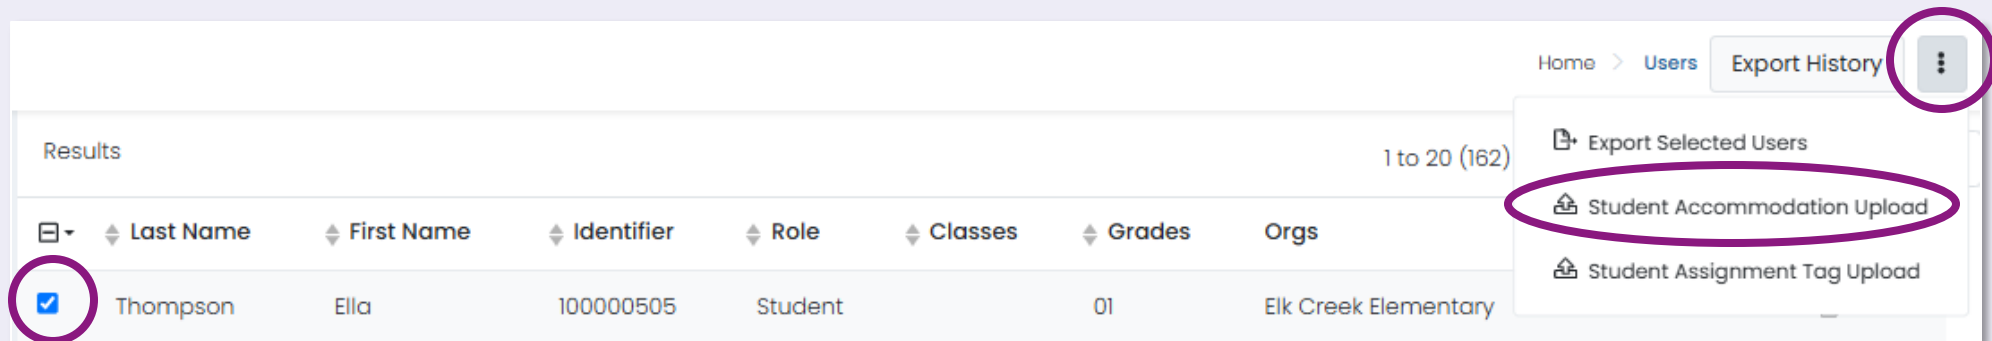 Home > Users Export History
Results 1 to 20 (162)
Export Selected Users
Student Accommodation Upload
Student Assignment Tag Upload
Last Name First Name Identifier Role Classes Grades Orgs
Thompson Ella 100000505 Student 01 Elk Creek Elementary